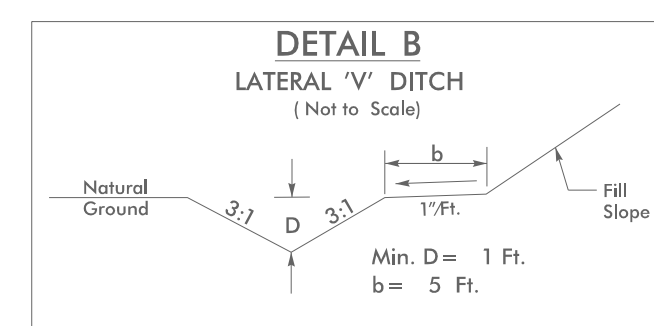 DETAIL B
LATERAL 'V' DITCH
( Not to Scale)
b
Natural
Ground
3:1
D
3:1
1"/Ft.
Fill
Slope
Min. D = 1 Ft.
b = 5 Ft.